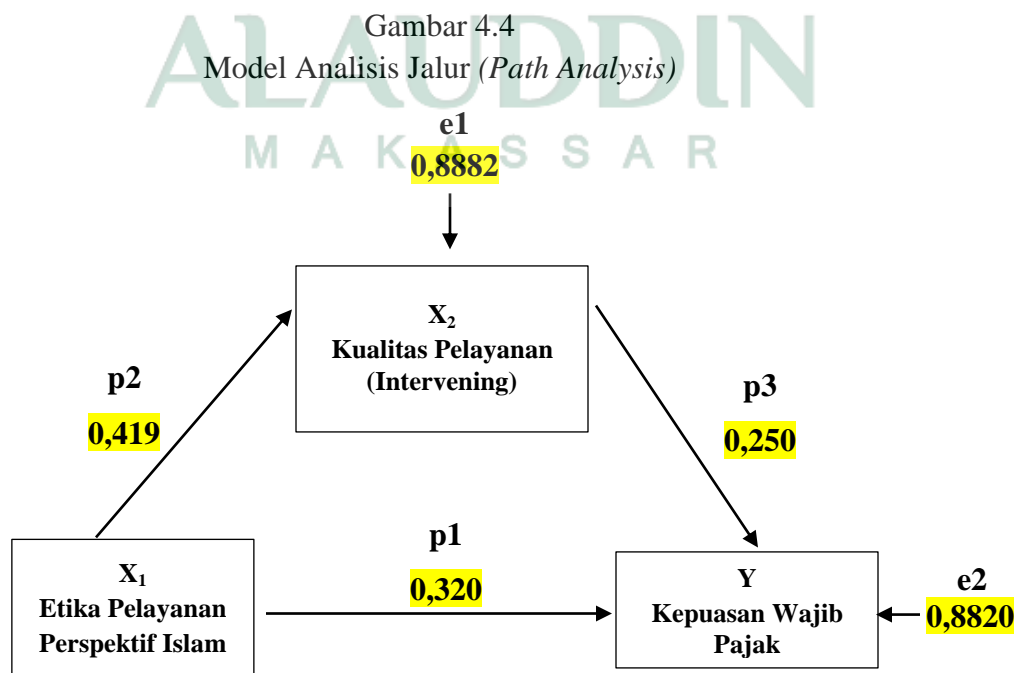 ALAUDDIN
MAKASSAR
Gambar 4.4
Model Analisis Jalur (Path Analysis)
e1
0,8882
X₂
Kualitas Pelayanan
(Intervening)
p2
0,419
p3
0,250
p1
0,320
X₁
Etika Pelayanan
Perspektif Islam
Y
Kepuasan Wajib
Pajak
e2
0,8820